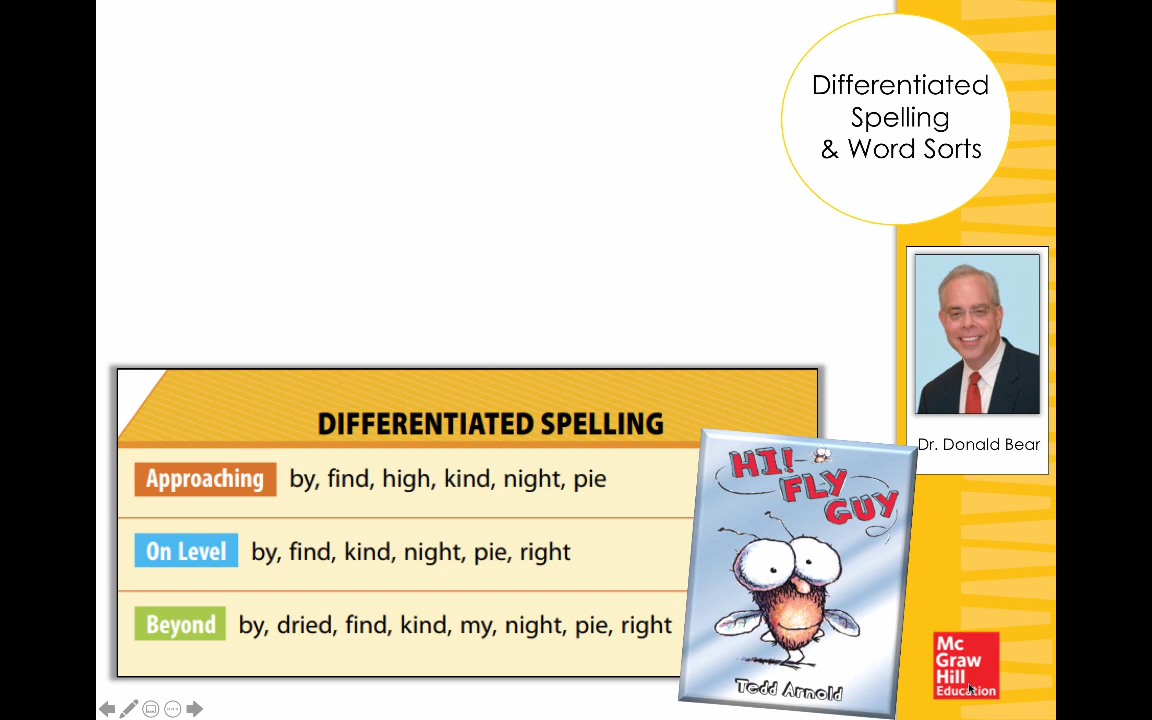 Differentiated
Spelling
& Word Sorts
Dr. Donald Bear
DIFFERENTIATED SPELLING
Approaching by, find, high, kind, night, pie
On Level by, find, kind, night, pie, right
Beyond by, dried, find, kind, my, night, pie, right
HI!
FLY
GUY
Tedd Arnold
Mc
Graw
Hill
Education